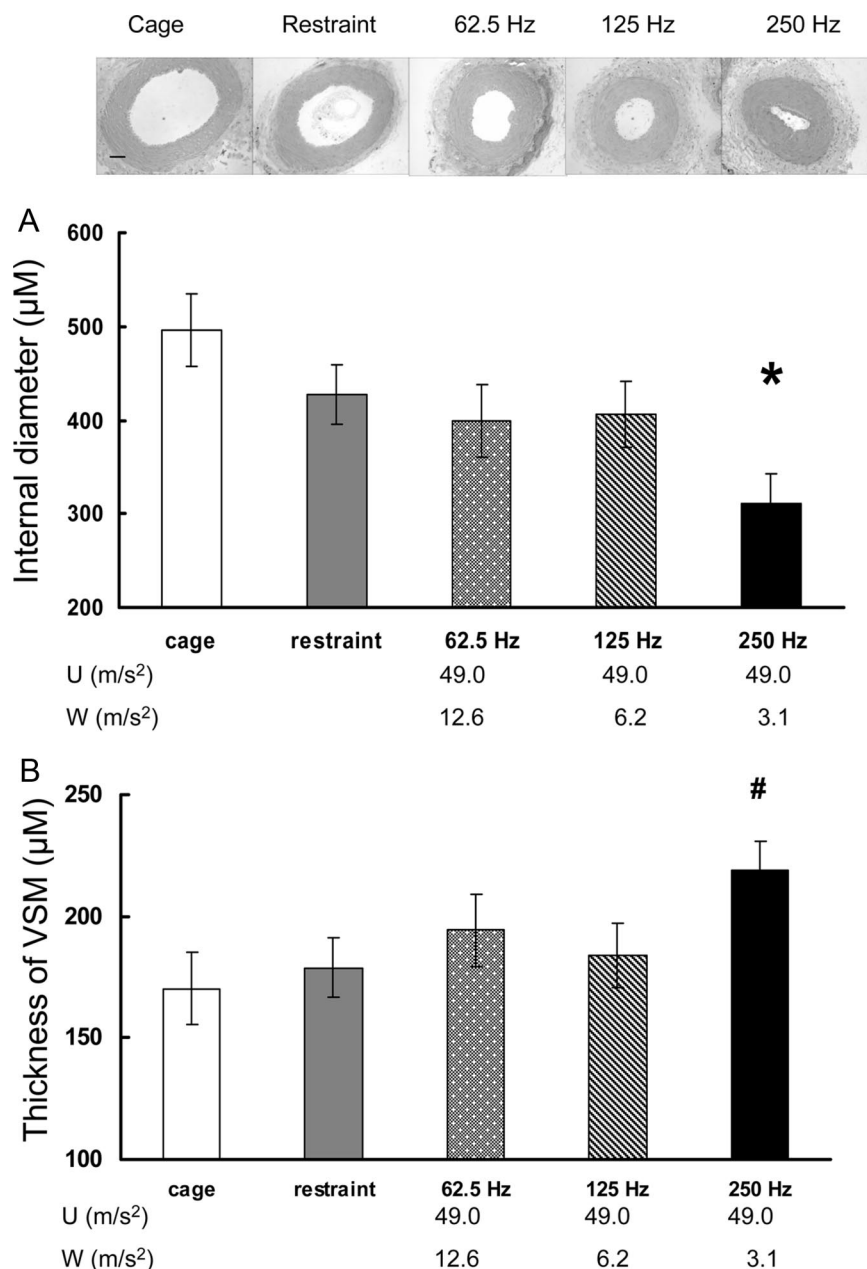 Cage Restraint 62.5 Hz 125 Hz 250 Hz
A
Internal diameter (µM)
600
500
400
300
200
*
cage restraint 62.5 Hz 125 Hz 250 Hz
U (m/s²) 49.0 49.0 49.0
W (m/s²) 12.6 6.2 3.1
B
Thickness of VSM (µM)
250
200
150
100
#
cage restraint 62.5 Hz 125 Hz 250 Hz
U (m/s²) 49.0 49.0 49.0
W (m/s²) 12.6 6.2 3.1